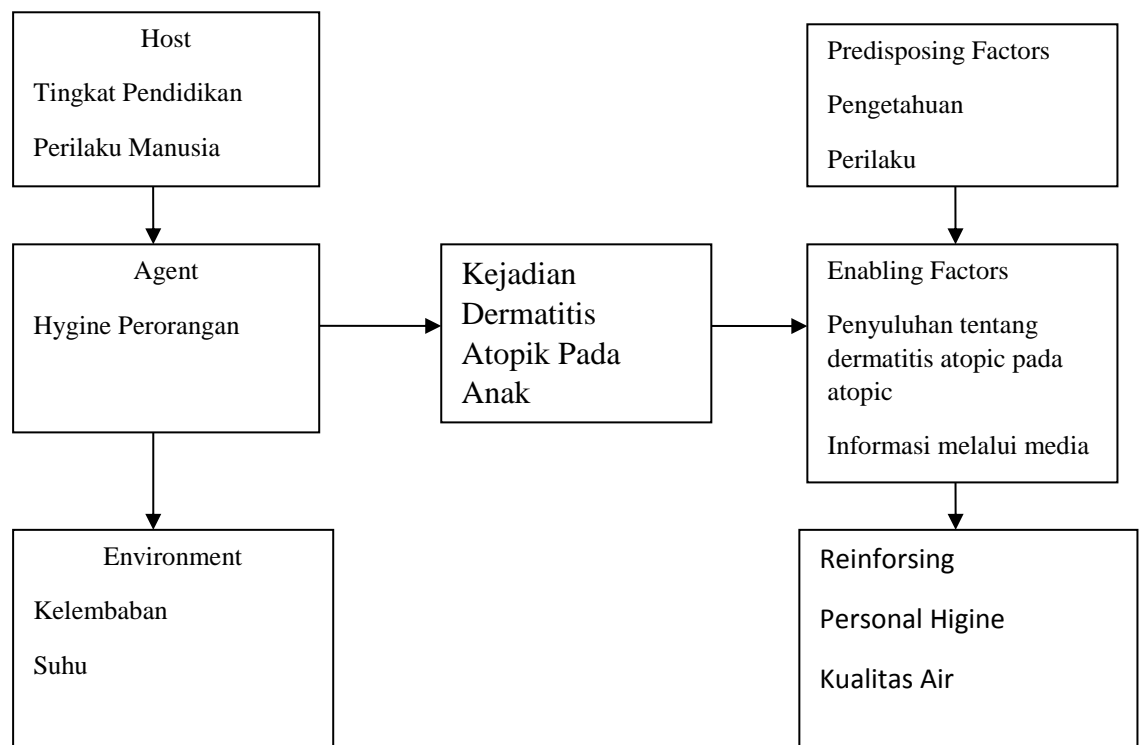 Host
Tingkat Pendidikan
Perilaku Manusia
Predisposing Factors
Pengetahuan
Perilaku
Agent
Hygine Perorangan
Kejadian
Dermatitis
Atopik Pada
Anak
Enabling Factors
Penyuluhan tentang
dermatitis atopic pada
atopic
Informasi melalui media
Environment
Kelembaban
Suhu
Reinforsing
Personal Higine
Kualitas Air